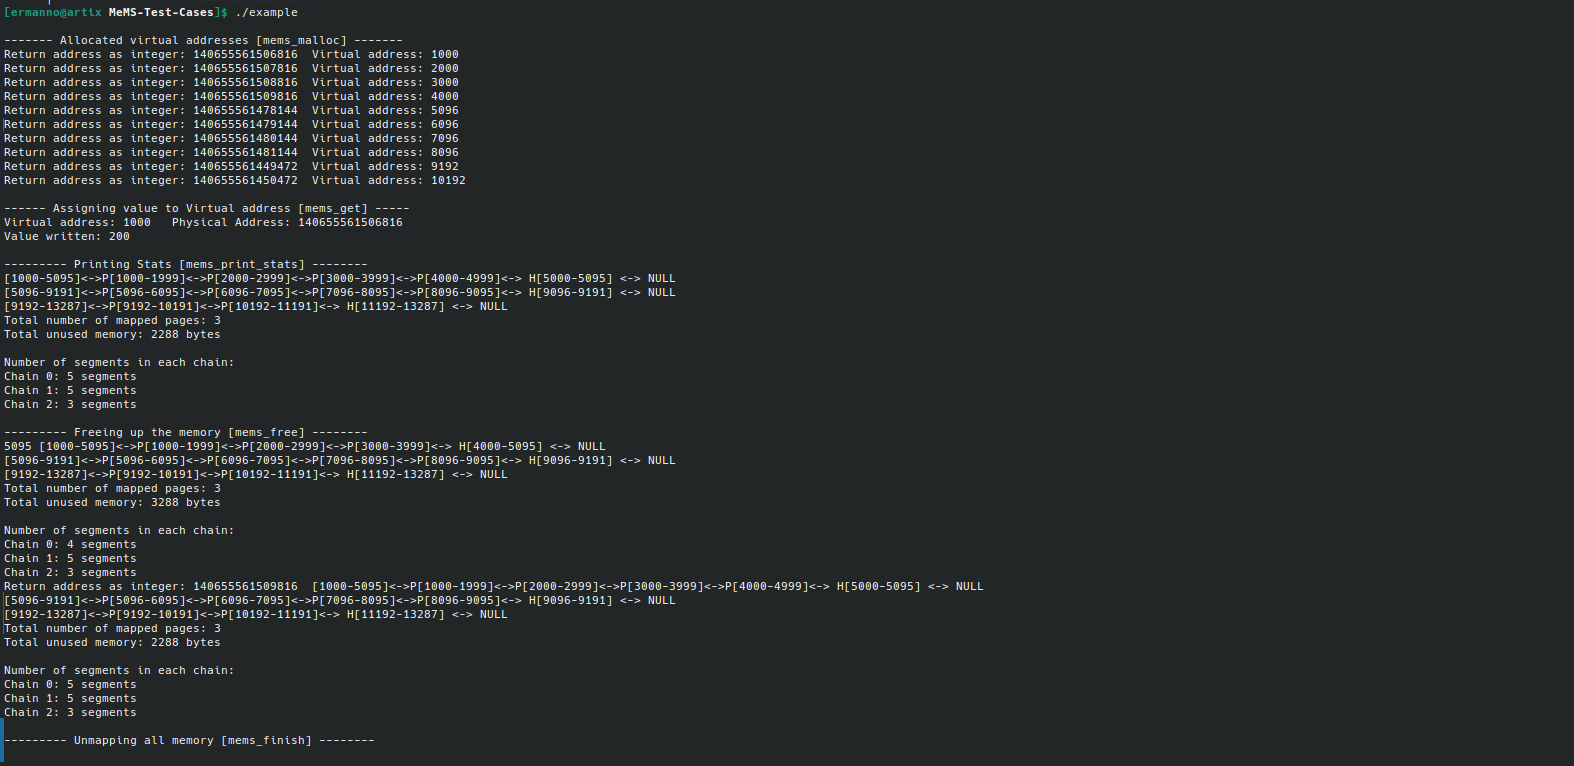 [ermanno@artix MeMS-Test-Cases]$ ./example
------- Allocated virtual addresses [mems_malloc] -------
Return address as integer: 140655561506816  Virtual address: 1000
Return address as integer: 140655561507816  Virtual address: 2000
Return address as integer: 140655561508816  Virtual address: 3000
Return address as integer: 140655561509816  Virtual address: 4000
Return address as integer: 140655561478144  Virtual address: 5096
Return address as integer: 140655561479144  Virtual address: 6096
Return address as integer: 140655561480144  Virtual address: 7096
Return address as integer: 140655561481144  Virtual address: 8096
Return address as integer: 140655561449472  Virtual address: 9192
Return address as integer: 140655561450472  Virtual address: 10192
------ Assigning value to Virtual address [mems_get] -----
Virtual address: 1000   Physical Address: 140655561506816
Value written: 200
--------- Printing Stats [mems_print_stats] --------
[1000-5095]<->P[1000-1999]<->P[2000-2999]<->P[3000-3999]<->P[4000-4999]<-> H[5000-5095] <-> NULL
[5096-9191]<->P[5096-6095]<->P[6096-7095]<->P[7096-8095]<->P[8096-9095]<-> H[9096-9191] <-> NULL
[9192-13287]<->P[9192-10191]<->P[10192-11191]<-> H[11192-13287] <-> NULL
Total number of mapped pages: 3
Total unused memory: 2288 bytes
Number of segments in each chain:
Chain 0: 5 segments
Chain 1: 5 segments
Chain 2: 3 segments
--------- Freeing up the memory [mems_free] --------
5095 [1000-5095]<->P[1000-1999]<->P[2000-2999]<->P[3000-3999]<-> H[4000-5095] <-> NULL
[5096-9191]<->P[5096-6095]<->P[6096-7095]<->P[7096-8095]<->P[8096-9095]<-> H[9096-9191] <-> NULL
[9192-13287]<->P[9192-10191]<->P[10192-11191]<-> H[11192-13287] <-> NULL
Total number of mapped pages: 3
Total unused memory: 3288 bytes
Number of segments in each chain:
Chain 0: 4 segments
Chain 1: 5 segments
Chain 2: 3 segments
Return address as integer: 140655561509816  [1000-5095]<->P[1000-1999]<->P[2000-2999]<->P[3000-3999]<->P[4000-4999]<-> H[5000-5095] <-> NULL
[5096-9191]<->P[5096-6095]<->P[6096-7095]<->P[7096-8095]<->P[8096-9095]<-> H[9096-9191] <-> NULL
[9192-13287]<->P[9192-10191]<->P[10192-11191]<-> H[11192-13287] <-> NULL
Total number of mapped pages: 3
Total unused memory: 2288 bytes
Number of segments in each chain:
Chain 0: 5 segments
Chain 1: 5 segments
Chain 2: 3 segments
--------- Unmapping all memory [mems_finish] --------